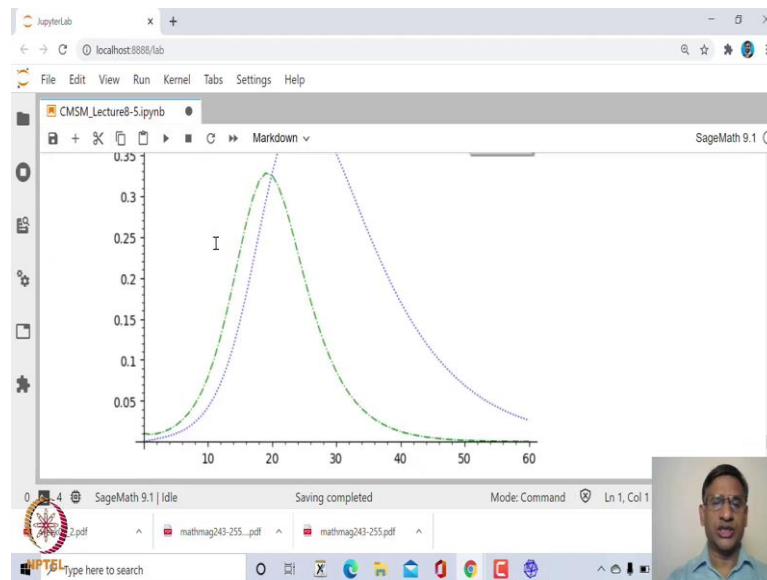 JupyterLab
localhost:8888/lab
File Edit View Run Kernel Tabs Settings Help
CMSM_Lecture8-5.ipynb
Markdown
SageMath 9.1
0.35
0.3
0.25
0.2
0.15
0.1
0.05
10 20 30 40 50 60
0 4 SageMath 9.1 | Idle Saving completed Mode: Command Ln 1, Col 1
_2.pdf mathmag243-255....pdf mathmag243-255.pdf
NPTEL
Type here to search